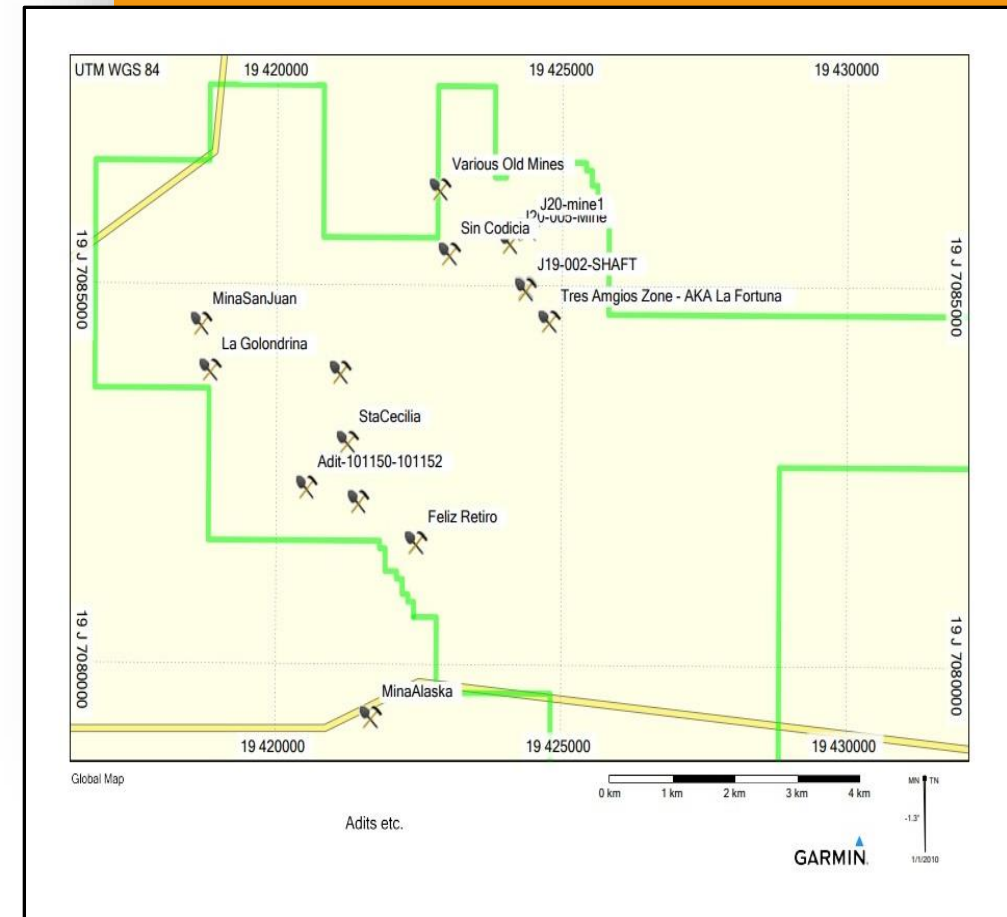 UTM WGS 84
19 420000
19 425000
19 430000
Various Old Mines
J20-mine1
J20-005-Mine
Sin Codicia
19 J 7085000
19 J 7085000
J19-002-SHAFT
MinaSanJuan
Tres Amgios Zone - AKA La Fortuna
La Golondrina
StaCecilia
Adit-101150-101152
Feliz Retiro
19 J 7080000
19 J 7080000
MinaAlaska
19 420000
19 425000
19 430000
Global Map
MN TN
0 km 1 km 2 km 3 km 4 km
-1.3°
Adits etc.
GARMIN.
1/1/2010